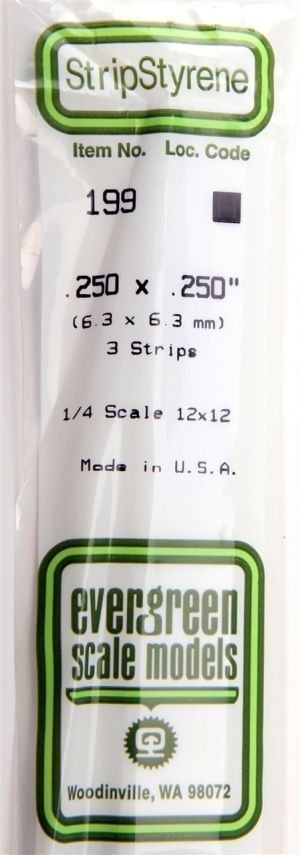 StripStyrene
Item No. Loc. Code
199
.250 x .250"
(6.3 x 6.3 mm)
3 Strips
1/4 Scale 12x12
Made in U.S.A.
evergreen
scale models
Woodinville, WA 98072